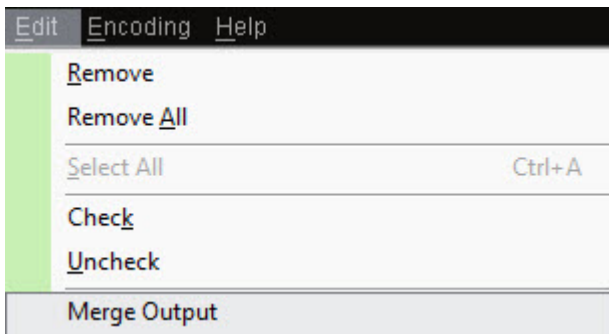 Edit Encoding Help
Remove
Remove All
Select All Ctrl+A
Check
Uncheck
Merge Output